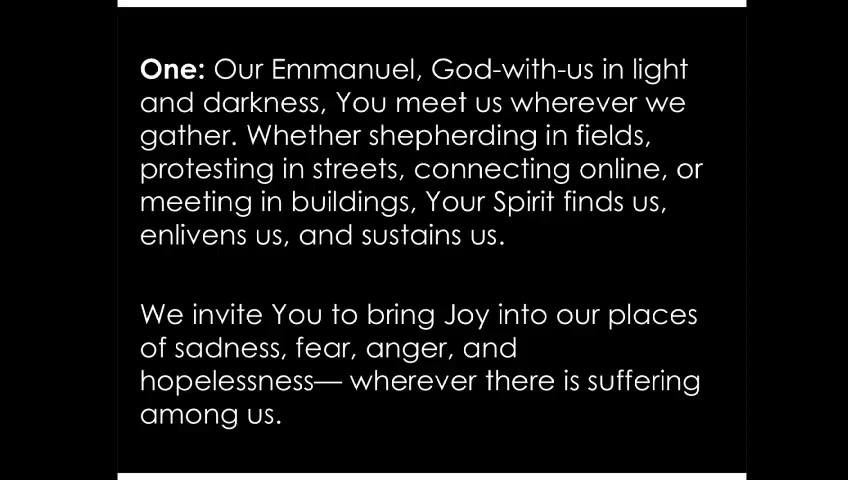 One: Our Emmanuel, God-with-us in light
and darkness, You meet us wherever we
gather. Whether shepherding in fields,
protesting in streets, connecting online, or
meeting in buildings, Your Spirit finds us,
enlivens us, and sustains us.
We invite You to bring Joy into our places
of sadness, fear, anger, and
hopelessness— wherever there is suffering
among us.